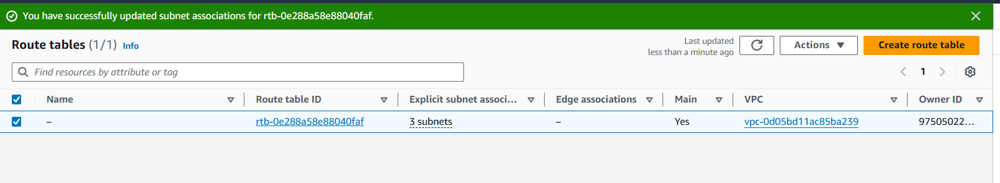 You have successfully updated subnet associations for rtb-0e288a58e88040faf.
Route tables (1/1) Info
Last updated
less than a minute ago
Actions
Create route table
Find resources by attribute or tag
1
Name Route table ID Explicit subnet associ... Edge associations Main VPC Owner ID
– rtb-0e288a58e88040faf 3 subnets – Yes vpc-0d05bd11ac85ba239 97505022...